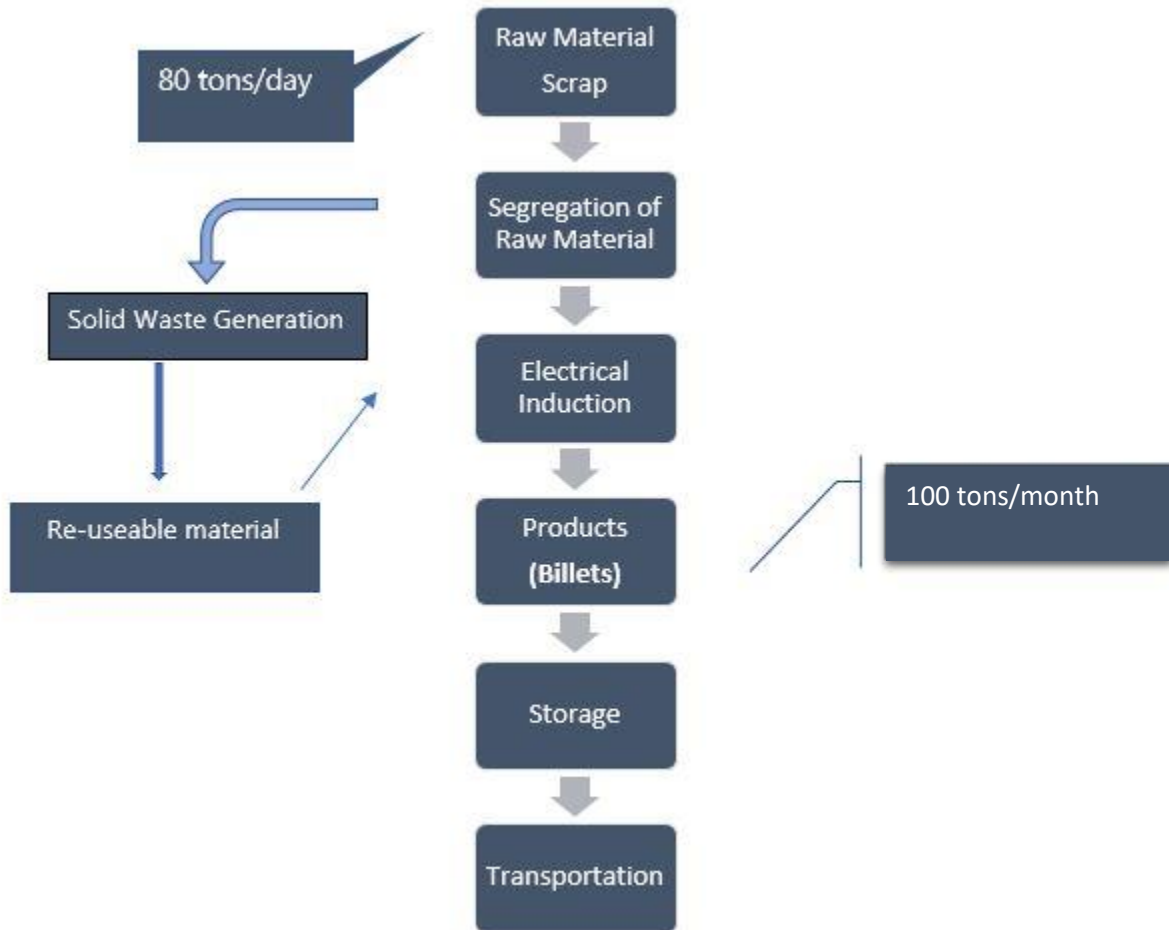 Raw Material
Scrap
80 tons/day
Segregation of
Raw Material
Solid Waste Generation
Electrical
Induction
Re-useable material
Products
(Billets)
100 tons/month
Storage
Transportation